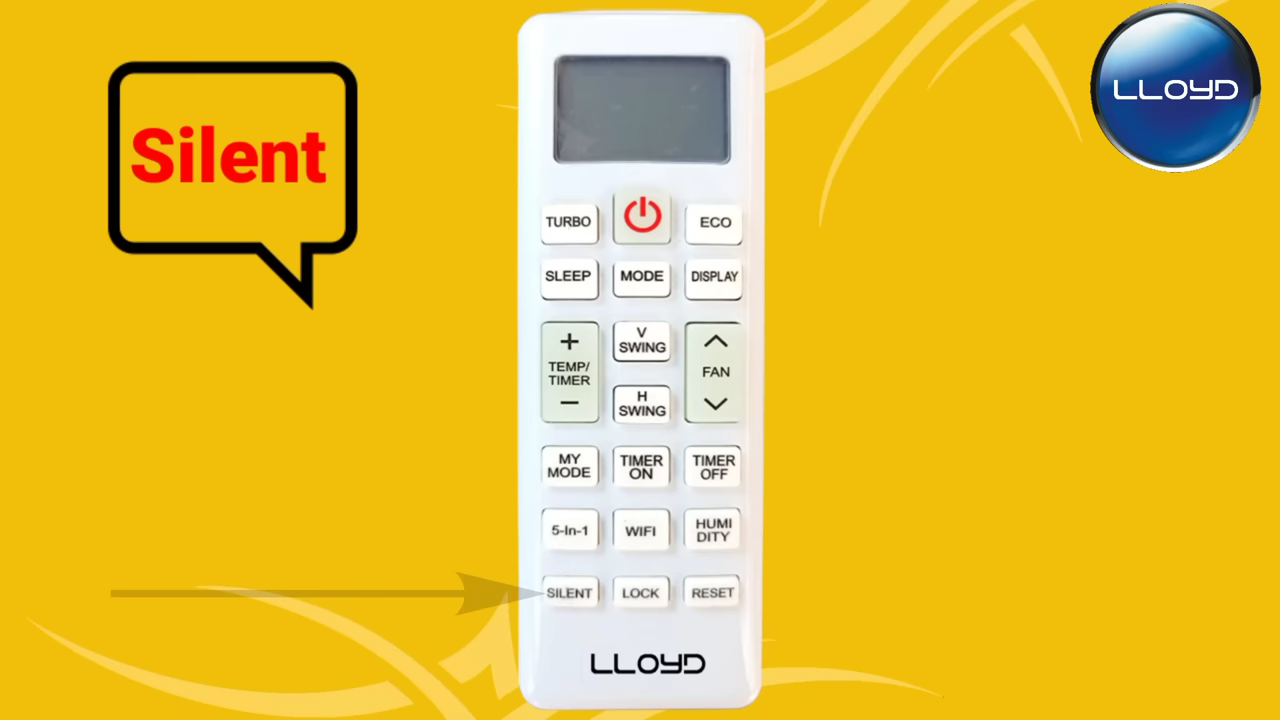 Silent
LLOYD
TURBO
ECO
SLEEP
MODE
DISPLAY
+
TEMP/
TIMER
−
V
SWING
H
SWING
FAN
MY
MODE
TIMER
ON
TIMER
OFF
5-In-1
WIFI
HUMI
DITY
SILENT
LOCK
RESET
LLOYD